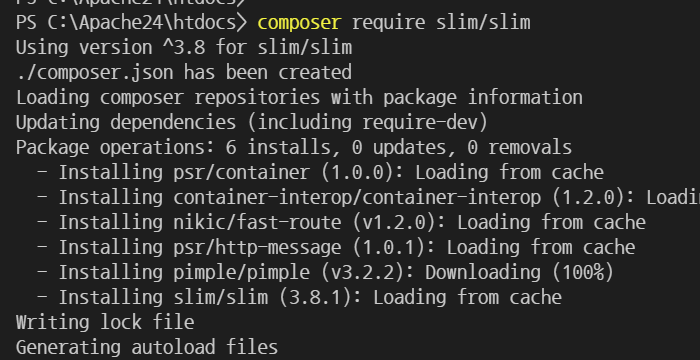 PS C:\Apache24\htdocs>
PS C:\Apache24\htdocs> composer require slim/slim
Using version ^3.8 for slim/slim
./composer.json has been created
Loading composer repositories with package information
Updating dependencies (including require-dev)
Package operations: 6 installs, 0 updates, 0 removals
  - Installing psr/container (1.0.0): Loading from cache
  - Installing container-interop/container-interop (1.2.0): Loadi
  - Installing nikic/fast-route (v1.2.0): Loading from cache
  - Installing psr/http-message (1.0.1): Loading from cache
  - Installing pimple/pimple (v3.2.2): Downloading (100%)
  - Installing slim/slim (3.8.1): Loading from cache
Writing lock file
Generating autoload files